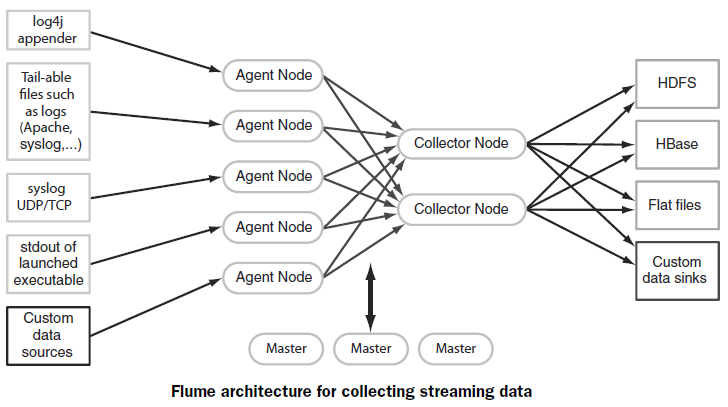 log4j
appender
Tail-able
files such
as logs
(Apache,
syslog,...)
syslog
UDP/TCP
stdout of
launched
executable
Custom
data
sources
Agent Node
Agent Node
Agent Node
Agent Node
Agent Node
Collector Node
Collector Node
HDFS
HBase
Flat files
Custom
data sinks
Master
Master
Master
Flume architecture for collecting streaming data